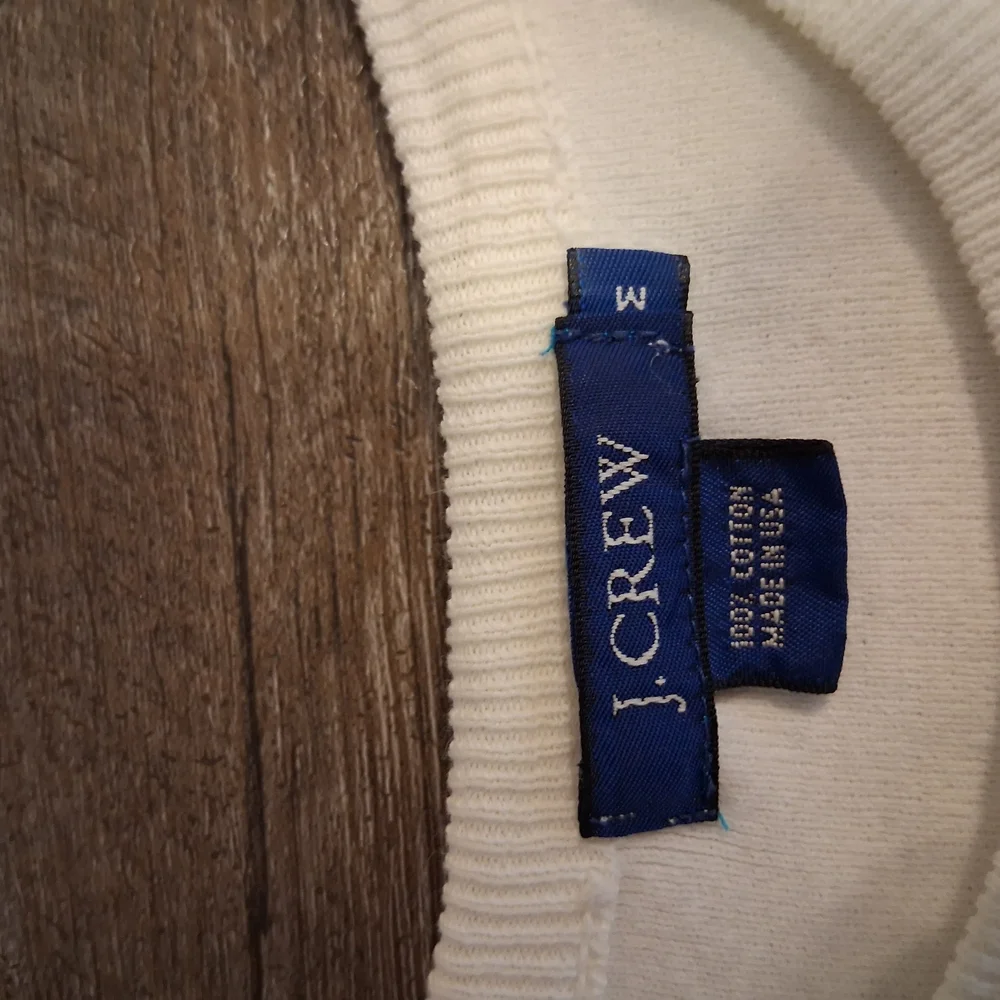 J.CREW
M
100% COTTON
MADE IN USA